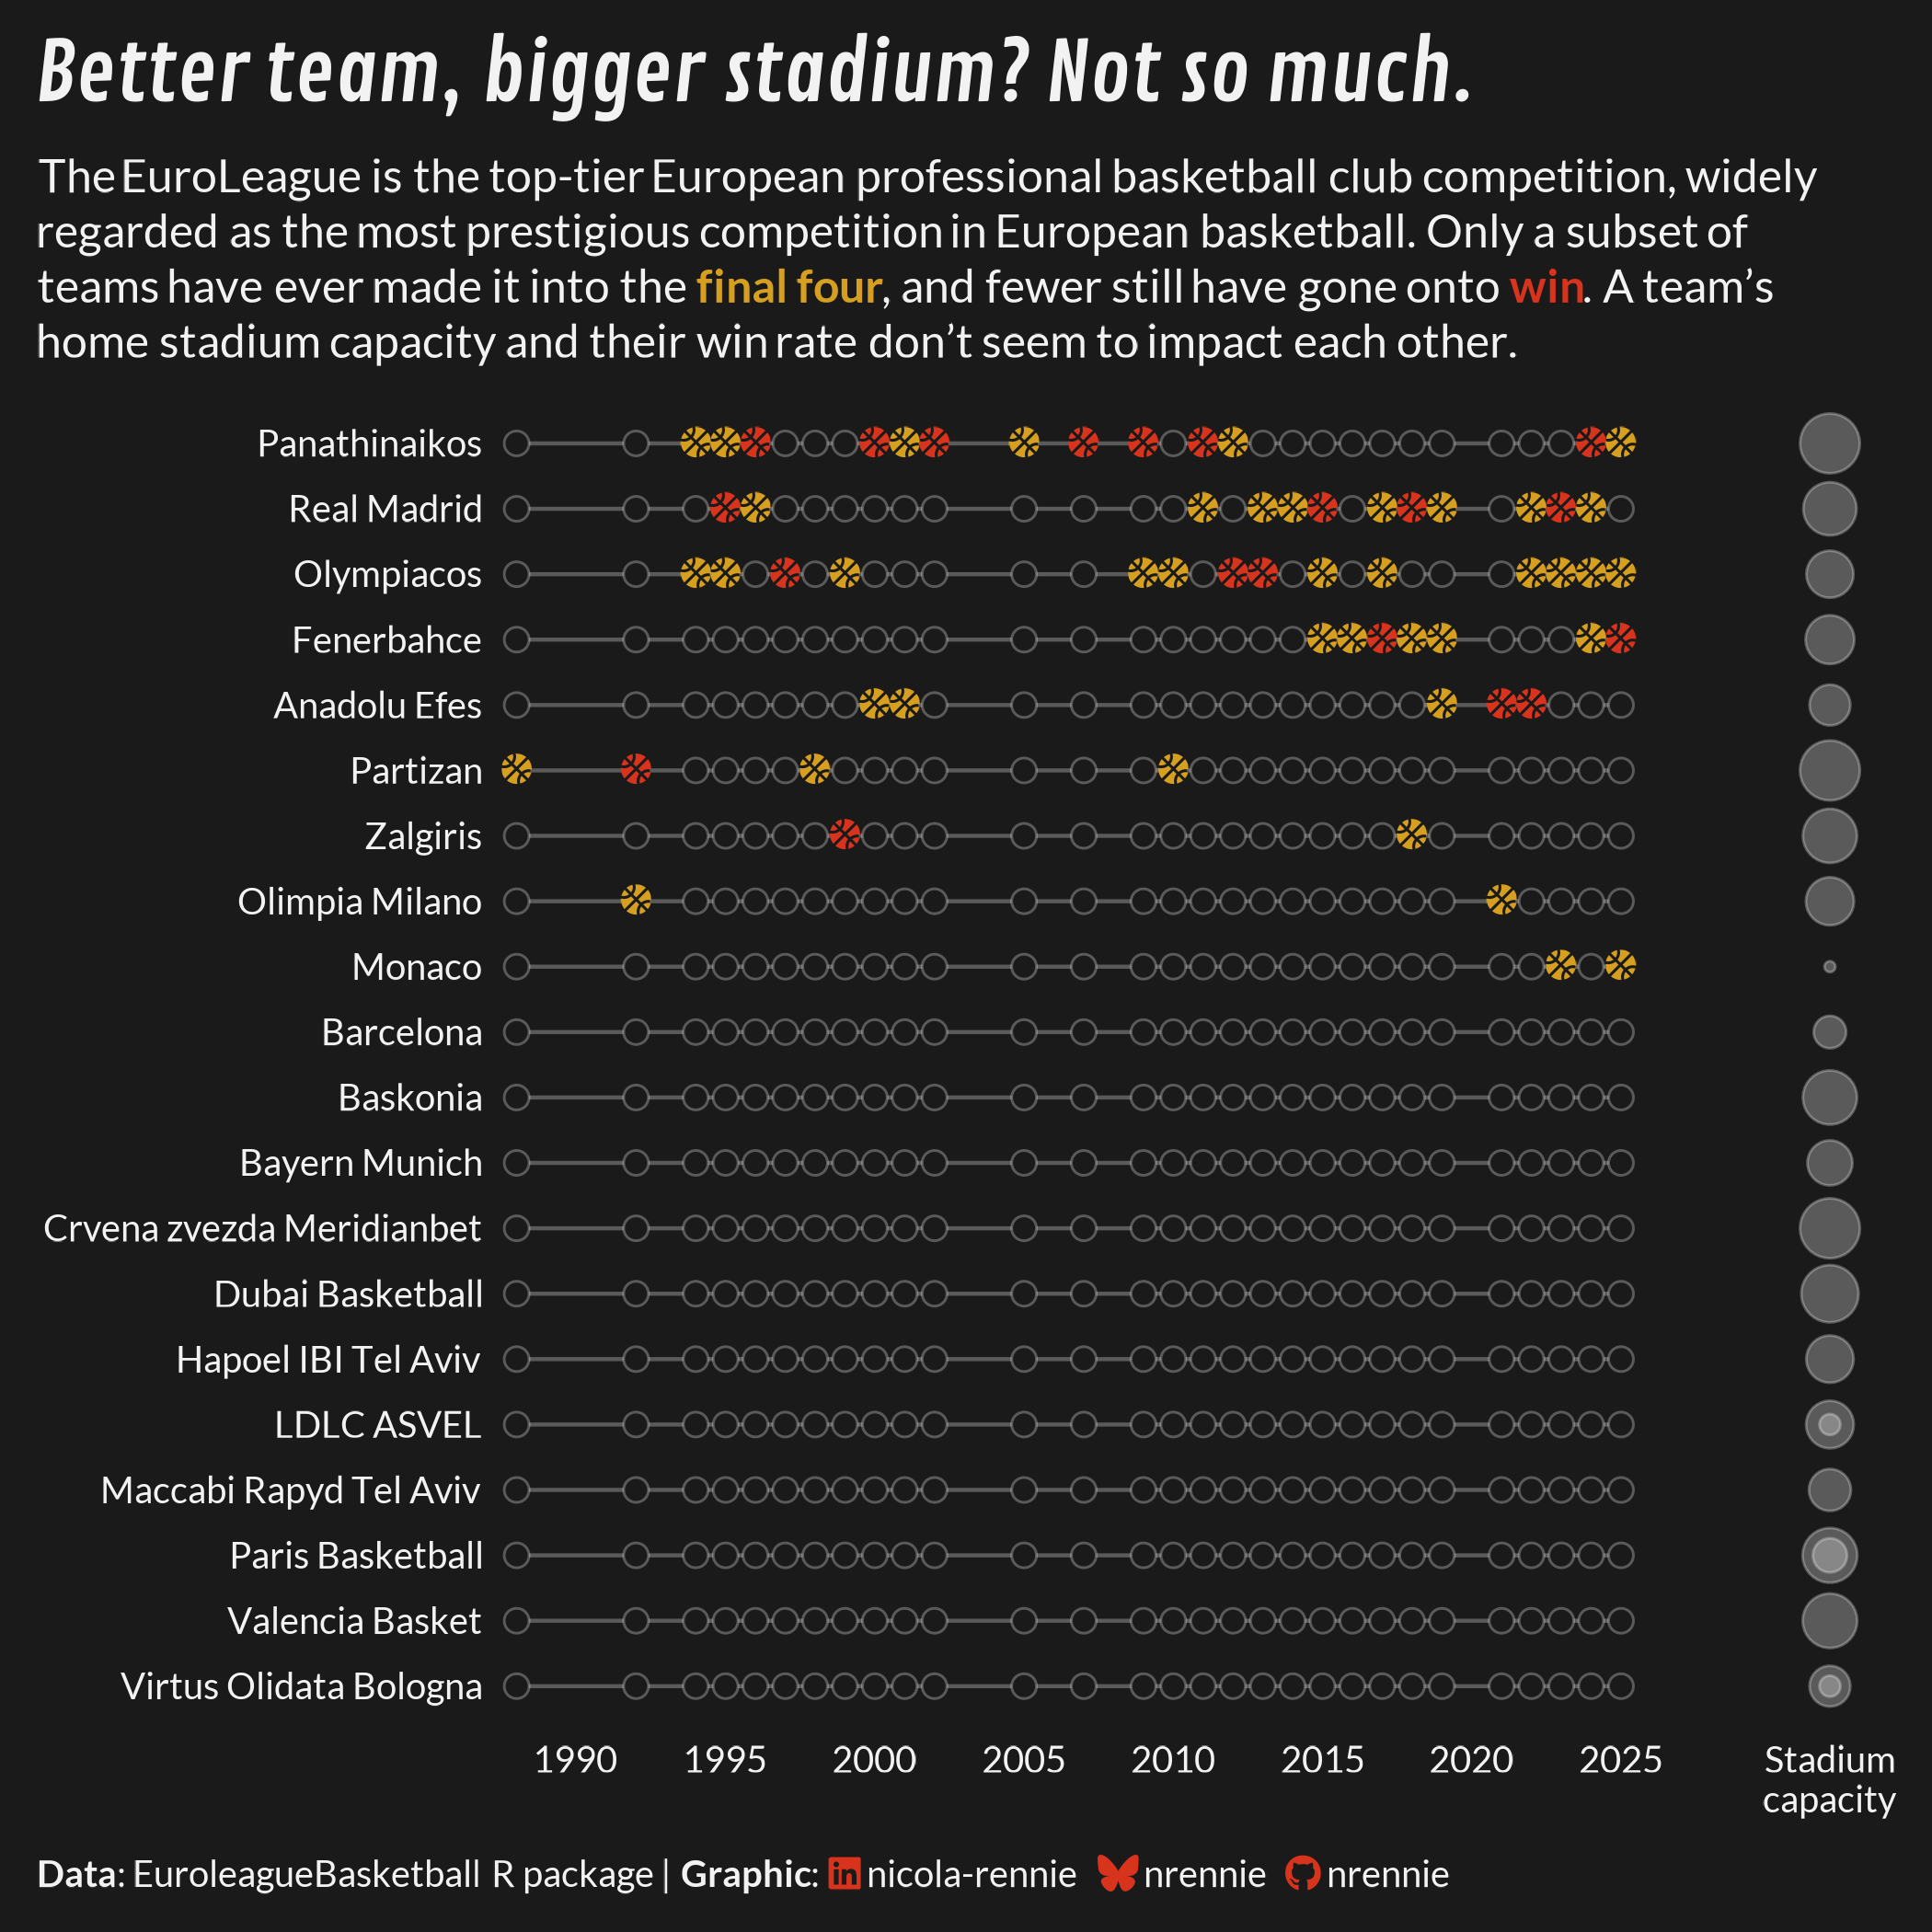 Better team, bigger stadium? Not so much.
The EuroLeague is the top-tier European professional basketball club competition, widely
regarded as the most prestigious competition in European basketball. Only a subset of
teams have ever made it into the final four, and fewer still have gone onto win. A team’s
home stadium capacity and their win rate don’t seem to impact each other.
Panathinaikos
Real Madrid
Olympiacos
Fenerbahce
Anadolu Efes
Partizan
Zalgiris
Olimpia Milano
Monaco
Barcelona
Baskonia
Bayern Munich
Crvena zvezda Meridianbet
Dubai Basketball
Hapoel IBI Tel Aviv
LDLC ASVEL
Maccabi Rapyd Tel Aviv
Paris Basketball
Valencia Basket
Virtus Olidata Bologna
1990 1995 2000 2005 2010 2015 2020 2025
Stadium
capacity
Data: EuroleagueBasketball R package | Graphic: nicola-rennie nrennie nrennie